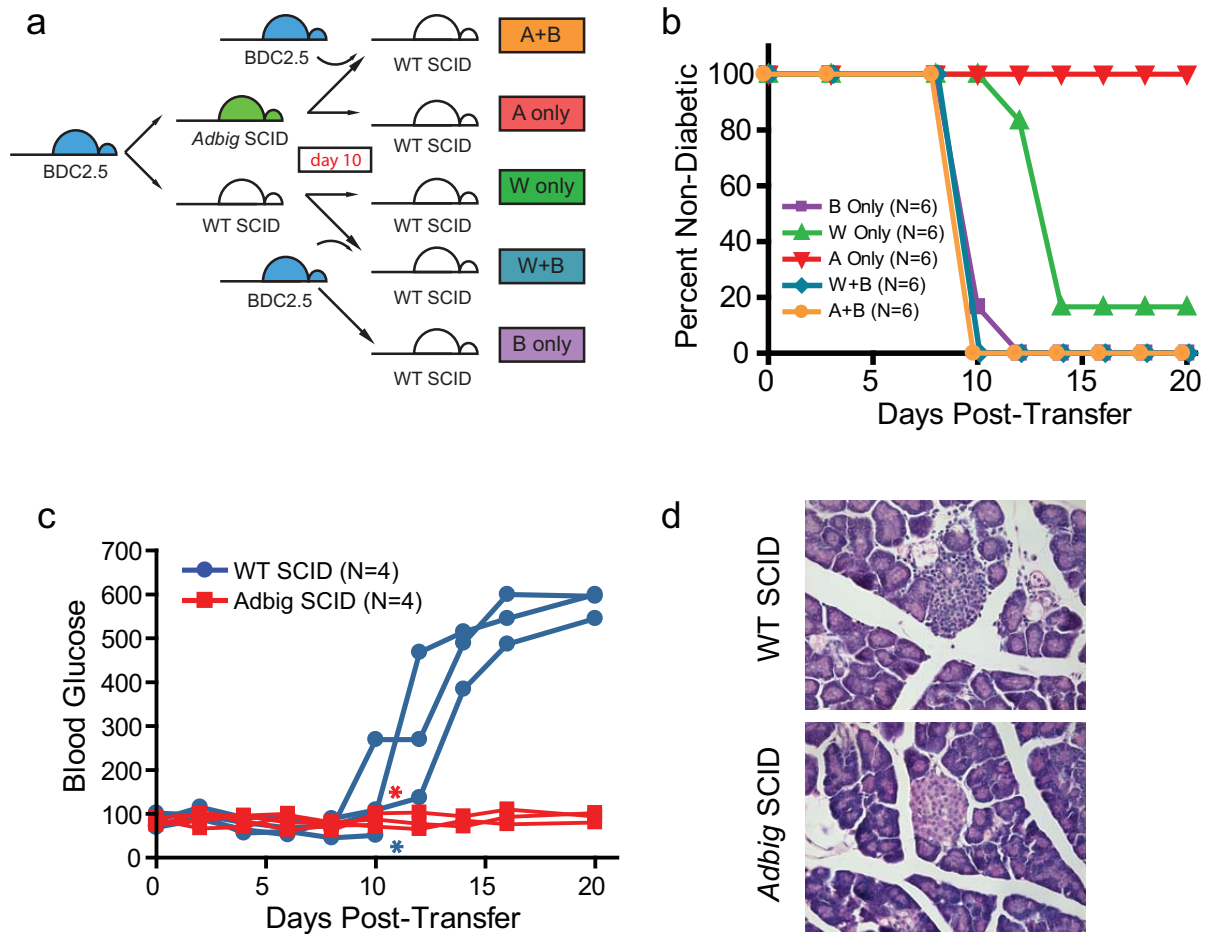 a
BDC2.5
WT SCID
A+B
Adbig SCID
WT SCID
A only
BDC2.5
day 10
WT SCID
WT SCID
W only
BDC2.5
WT SCID
W+B
WT SCID
B only
b
Percent Non-Diabetic
100
80
60
40
20
0
B Only (N=6)
W Only (N=6)
A Only (N=6)
W+B (N=6)
A+B (N=6)
0 5 10 15 20
Days Post-Transfer
c
Blood Glucose
700
600
500
400
300
200
100
0
WT SCID (N=4)
Adbig SCID (N=4)
*
*
0 5 10 15 20
Days Post-Transfer
d
WT SCID
Adbig SCID